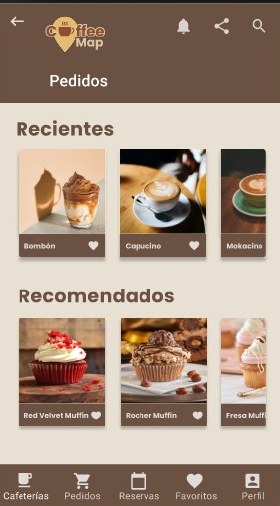 Coffee
Map
Pedidos
Recientes
Bombón
Capucino
Mokacino
Recomendados
Red Velvet Muffin
Rocher Muffin
Fresa Muffi
Cafeterías
Pedidos
Reservas
Favoritos
Perfil